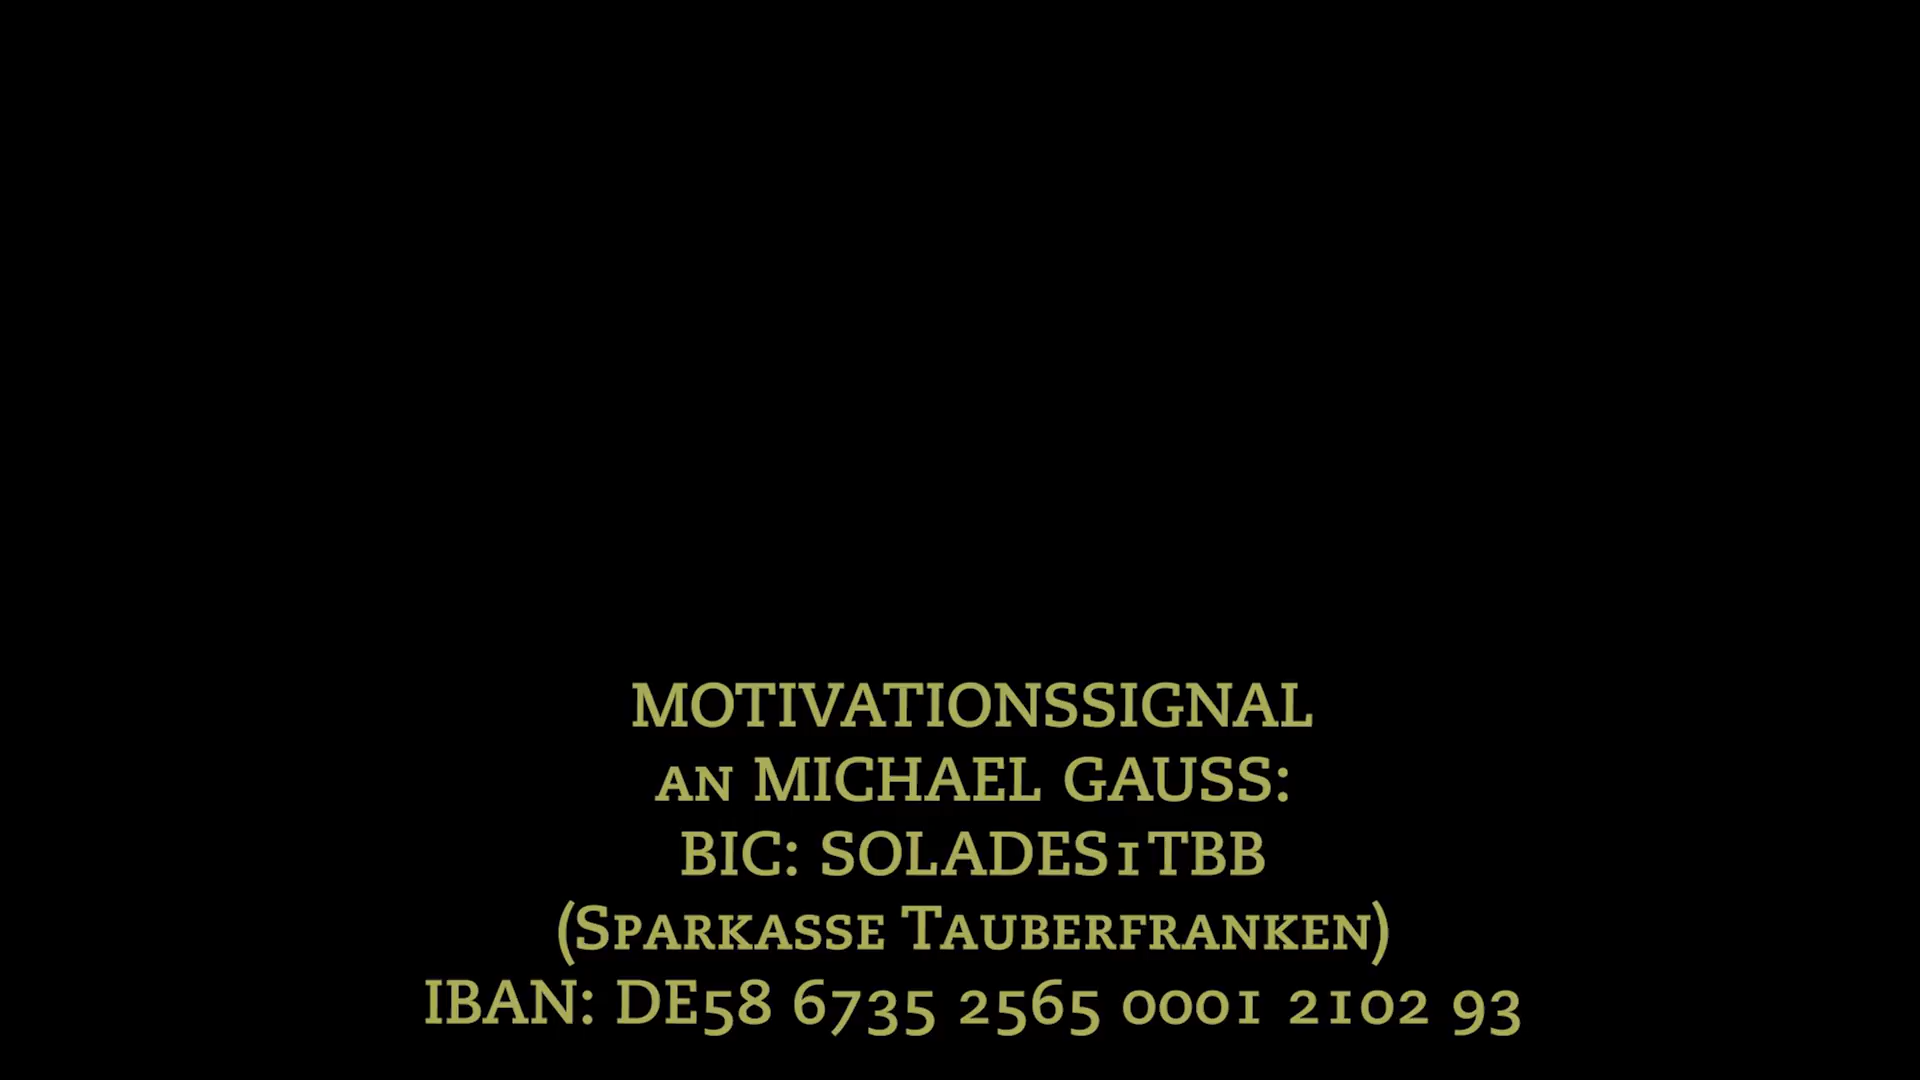 MOTIVATIONSSIGNAL
AN MICHAEL GAUSS:
BIC: SOLADES1TBB
(SPARKASSE TAUBERFRANKEN)
IBAN: DE58 6735 2565 0001 2102 93